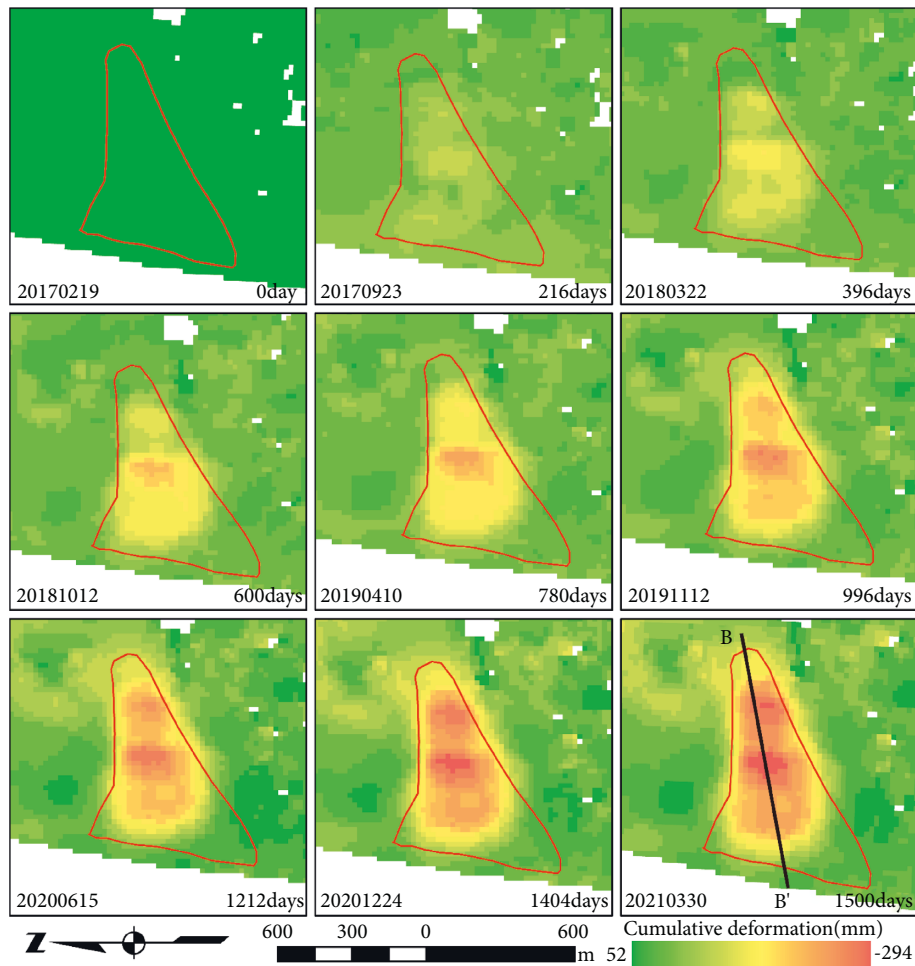 20170219 0day
20170923 216days
20180322 396days
20181012 600days
20190410 780days
20191112 996days
B
20200615 1212days
20201224 1404days
20210330 1500days
B'
Z
600 300 0 600
m
Cumulative deformation(mm)
52 -294